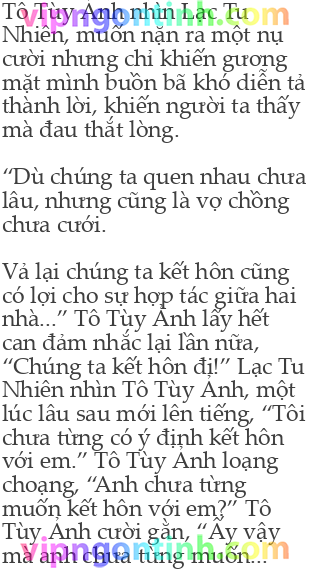 Tô Tùy Ảnh nhìn Lạc Tu
Nhiên, muốn nặn ra một nụ
cười nhưng chỉ khiến gương
mặt mình buồn bã khó diễn tả
thành lời, khiến người ta thấy
mà đau thắt lòng.
“Dù chúng ta quen nhau chưa
lâu, nhưng cũng là vợ chồng
chưa cưới.
Vả lại chúng ta kết hôn cũng
có lợi cho sự hợp tác giữa hai
nhà...” Tô Tùy Ảnh lấy hết
can đảm nhắc lại lần nữa,
“Chúng ta kết hôn đi!” Lạc Tu
Nhiên nhìn Tô Tùy Ảnh, một
lúc lâu sau mới lên tiếng, “Tôi
chưa từng có ý định kết hôn
với em.” Tô Tùy Ảnh loạng
choạng, “Anh chưa từng
muốn kết hôn với em?” Tô
Tùy Ảnh cười gằn, “Ấy vậy
mà anh chưa từng muốn...
vipngontinh.com
vipngontinh.com